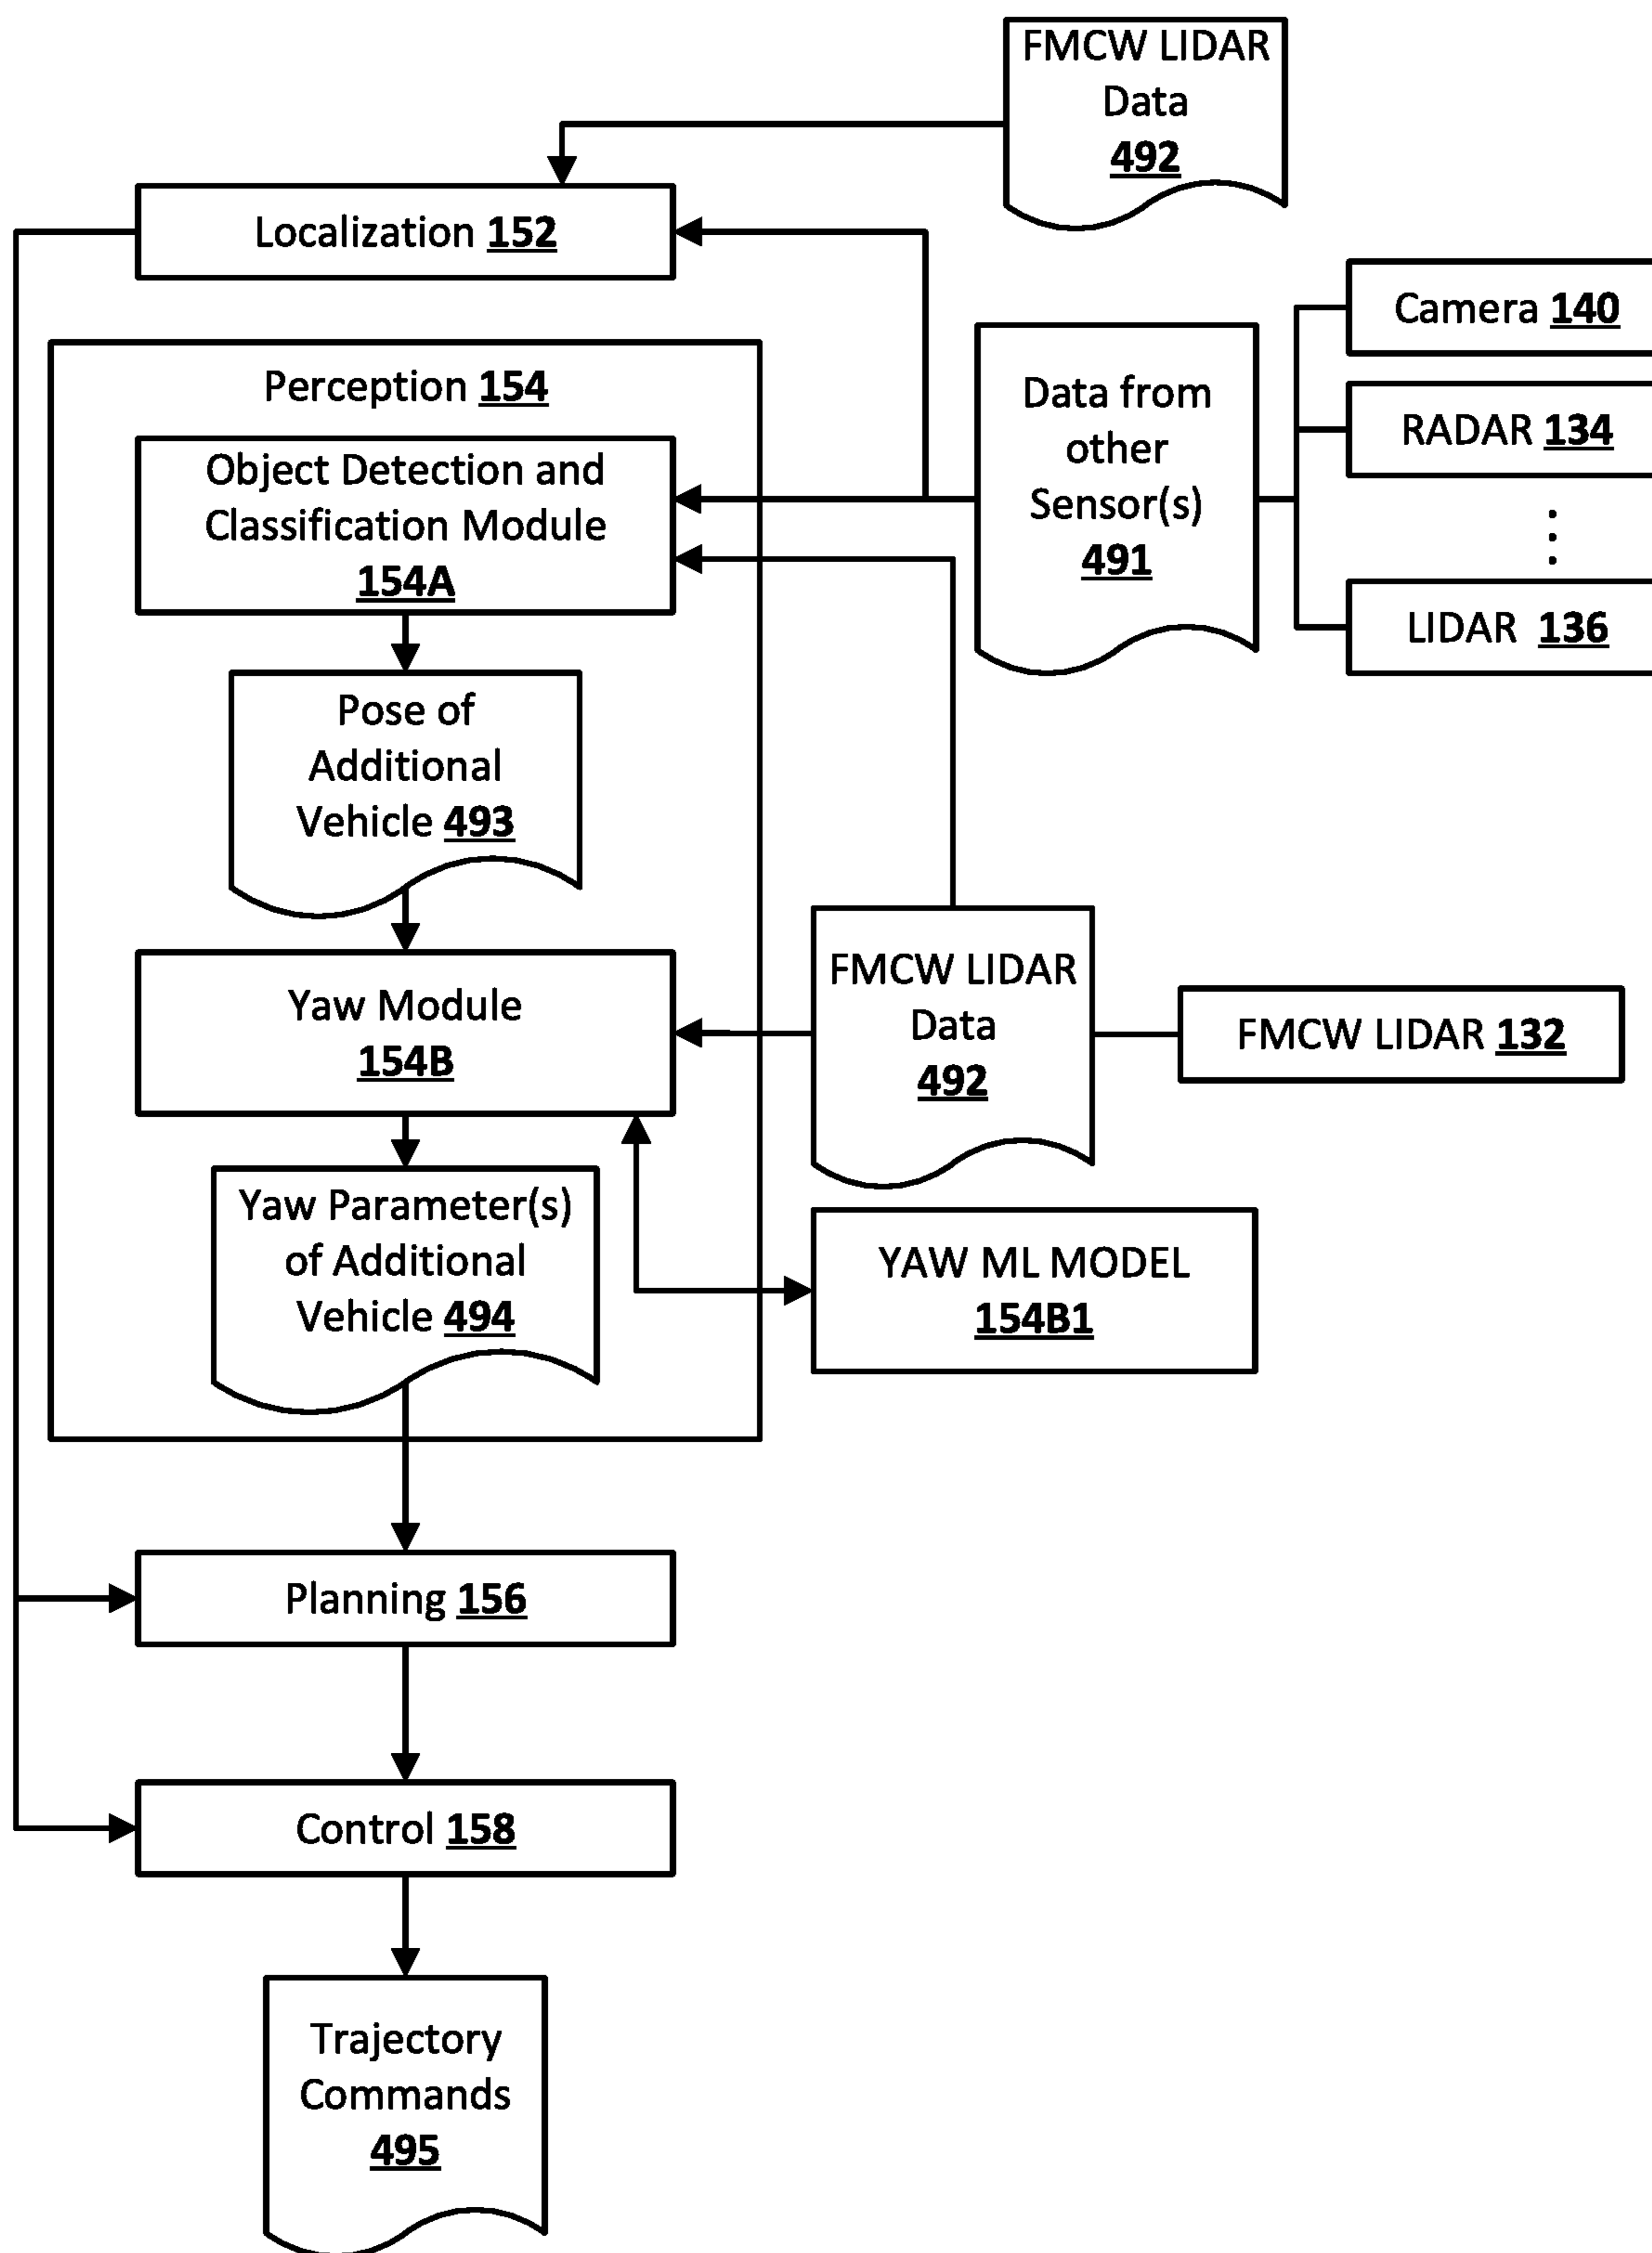 FMCW LIDAR
Data
492
Localization 152
Camera 140
Perception 154
Data from
other
Sensor(s)
491
RADAR 134
Object Detection and
Classification Module
154A
LIDAR 136
Pose of
Additional
Vehicle 493
Yaw Module
154B
FMCW LIDAR
Data
492
FMCW LIDAR 132
Yaw Parameter(s)
of Additional
Vehicle 494
YAW ML MODEL
154B1
Planning 156
Control 158
Trajectory
Commands
495